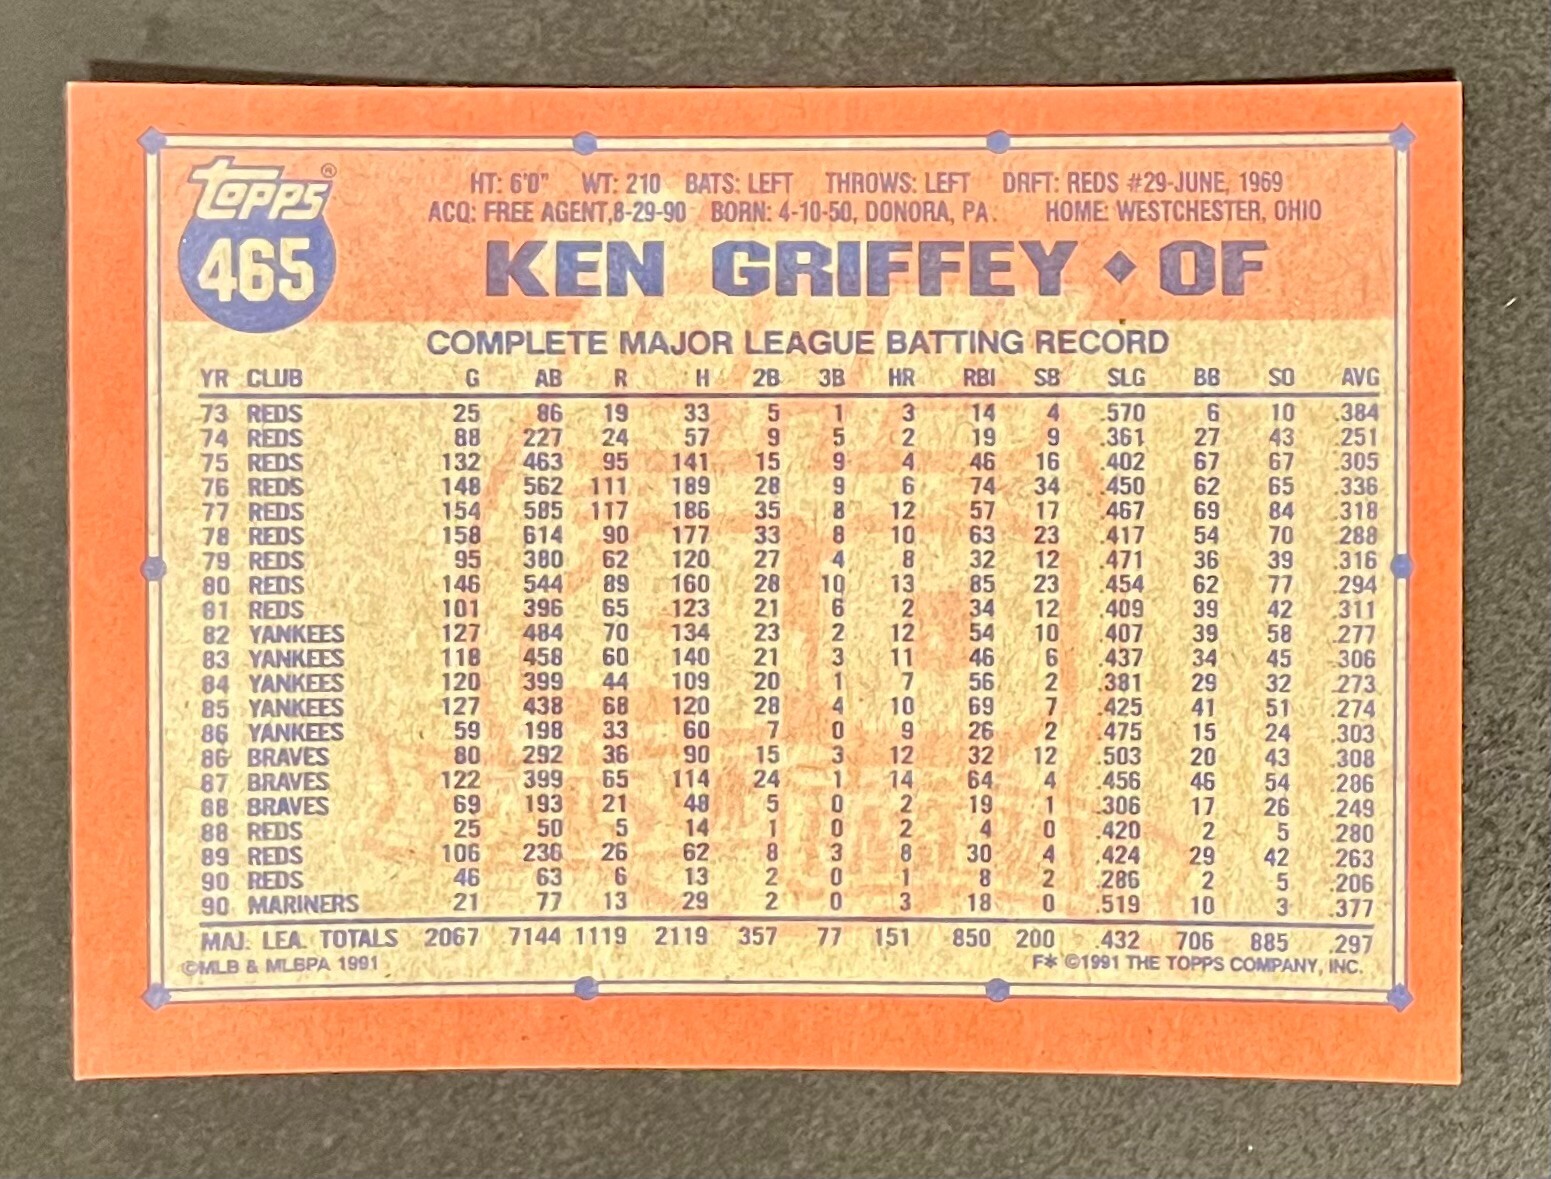 topps®
465
HT: 6'0" WT: 210 BATS: LEFT THROWS: LEFT DRFT: REDS #29-JUNE, 1969
ACQ: FREE AGENT,8-29-90 BORN: 4-10-50, DONORA, PA. HOME: WESTCHESTER, OHIO
KEN GRIFFEY ♦ OF
COMPLETE MAJOR LEAGUE BATTING RECORD
YR CLUB G AB R H 2B 3B HR RBI SB SLG BB SO AVG
73 REDS 25 86 19 33 5 1 3 14 4 .570 6 10 .384
74 REDS 88 227 24 57 9 5 2 19 9 .361 27 43 .251
75 REDS 132 463 95 141 15 9 4 46 16 .402 67 67 .305
76 REDS 148 562 111 189 28 9 6 74 34 .450 62 65 .336
77 REDS 154 585 117 186 35 8 12 57 17 .467 69 84 .318
78 REDS 158 614 90 177 33 8 10 63 23 .417 54 70 .288
79 REDS 95 380 62 120 27 4 8 32 12 .471 36 39 .316
80 REDS 146 544 89 160 28 10 13 85 23 .454 62 77 .294
81 REDS 101 396 65 123 21 6 2 34 12 .409 39 42 .311
82 YANKEES 127 484 70 134 23 2 12 54 10 .407 39 58 .277
83 YANKEES 118 458 60 140 21 3 11 46 6 .437 34 45 .306
84 YANKEES 120 399 44 109 20 1 7 56 2 .381 29 32 .273
85 YANKEES 127 438 68 120 28 4 10 69 7 .425 41 51 .274
86 YANKEES 59 198 33 60 7 0 9 26 2 .475 15 24 .303
86 BRAVES 80 292 36 90 15 3 12 32 12 .503 20 43 .308
87 BRAVES 122 399 65 114 24 1 14 64 4 .456 46 54 .286
88 BRAVES 69 193 21 48 5 0 2 19 1 .306 17 26 .249
88 REDS 25 50 5 14 1 0 2 4 0 .420 2 5 .280
89 REDS 106 236 26 62 8 3 8 30 4 .424 29 42 .263
90 REDS 46 63 6 13 2 0 1 8 2 .286 2 5 .206
90 MARINERS 21 77 13 29 2 0 3 18 0 .519 10 3 .377
MAJ. LEA. TOTALS 2067 7144 1119 2119 357 77 151 850 200 .432 706 885 .297
©MLB & MLBPA 1991 F* ©1991 THE TOPPS COMPANY, INC.